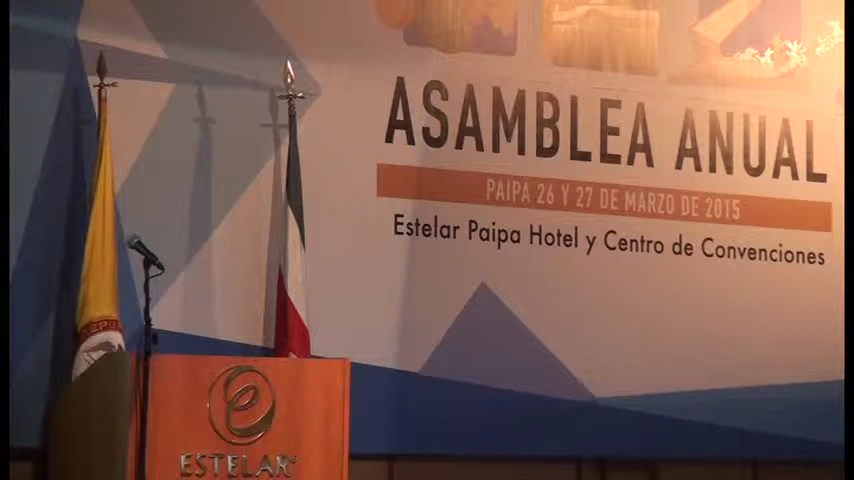 ASAMBLEA ANUAL
PAIPA 26 Y 27 DE MARZO DE 2015
Estelar Paipa Hotel y Centro de Convenciones
ESTELAR